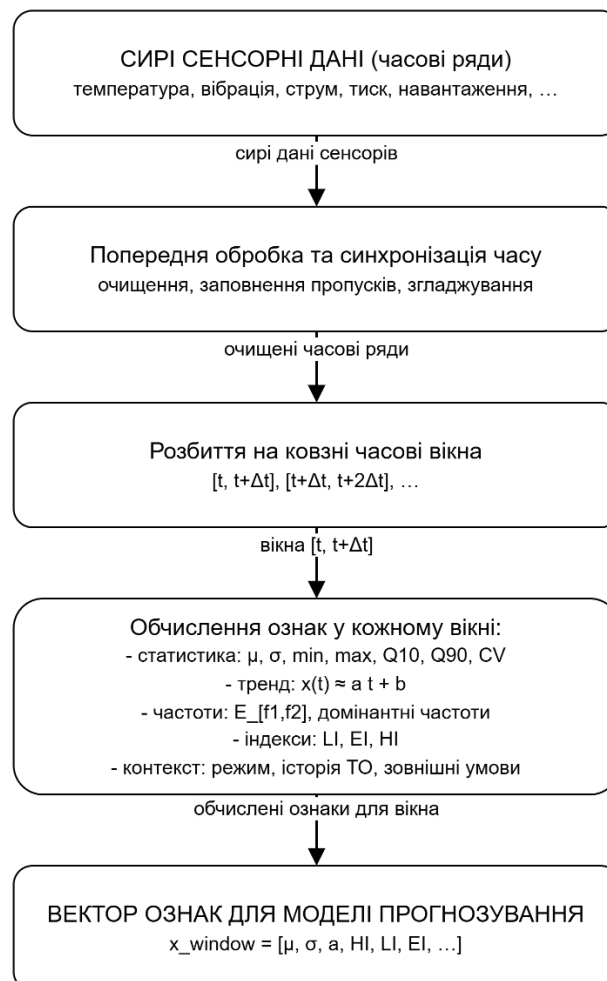 СИРІ СЕНСОРНІ ДАНІ (часові ряди)
температура, вібрація, струм, тиск, навантаження, …
сирі дані сенсорів
Попередня обробка та синхронізація часу
очищення, заповнення пропусків, згладжування
очищені часові ряди
Розбиття на ковзні часові вікна
[t, t+Δt], [t+Δt, t+2Δt], …
вікна [t, t+Δt]
Обчислення ознак у кожному вікні:
- статистика: μ, σ, min, max, Q10, Q90, CV
- тренд: x(t) ≈ a t + b
- частоти: E_[f1,f2], домінантні частоти
- індекси: LI, EI, HI
- контекст: режим, історія ТО, зовнішні умови
обчислені ознаки для вікна
ВЕКТОР ОЗНАК ДЛЯ МОДЕЛІ ПРОГНОЗУВАННЯ
x_window = [μ, σ, a, HI, LI, EI, …]